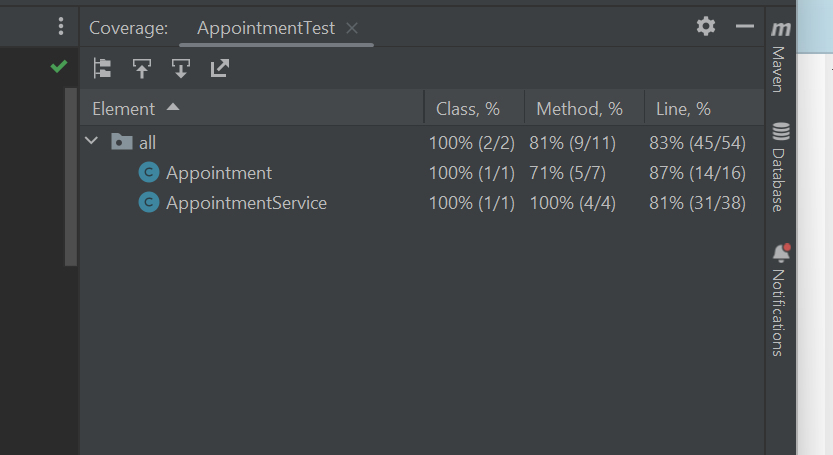 Coverage: AppointmentTest
Element Class, % Method, % Line, %
all 100% (2/2) 81% (9/11) 83% (45/54)
C Appointment 100% (1/1) 71% (5/7) 87% (14/16)
C AppointmentService 100% (1/1) 100% (4/4) 81% (31/38)
m Maven
Database
Notifications